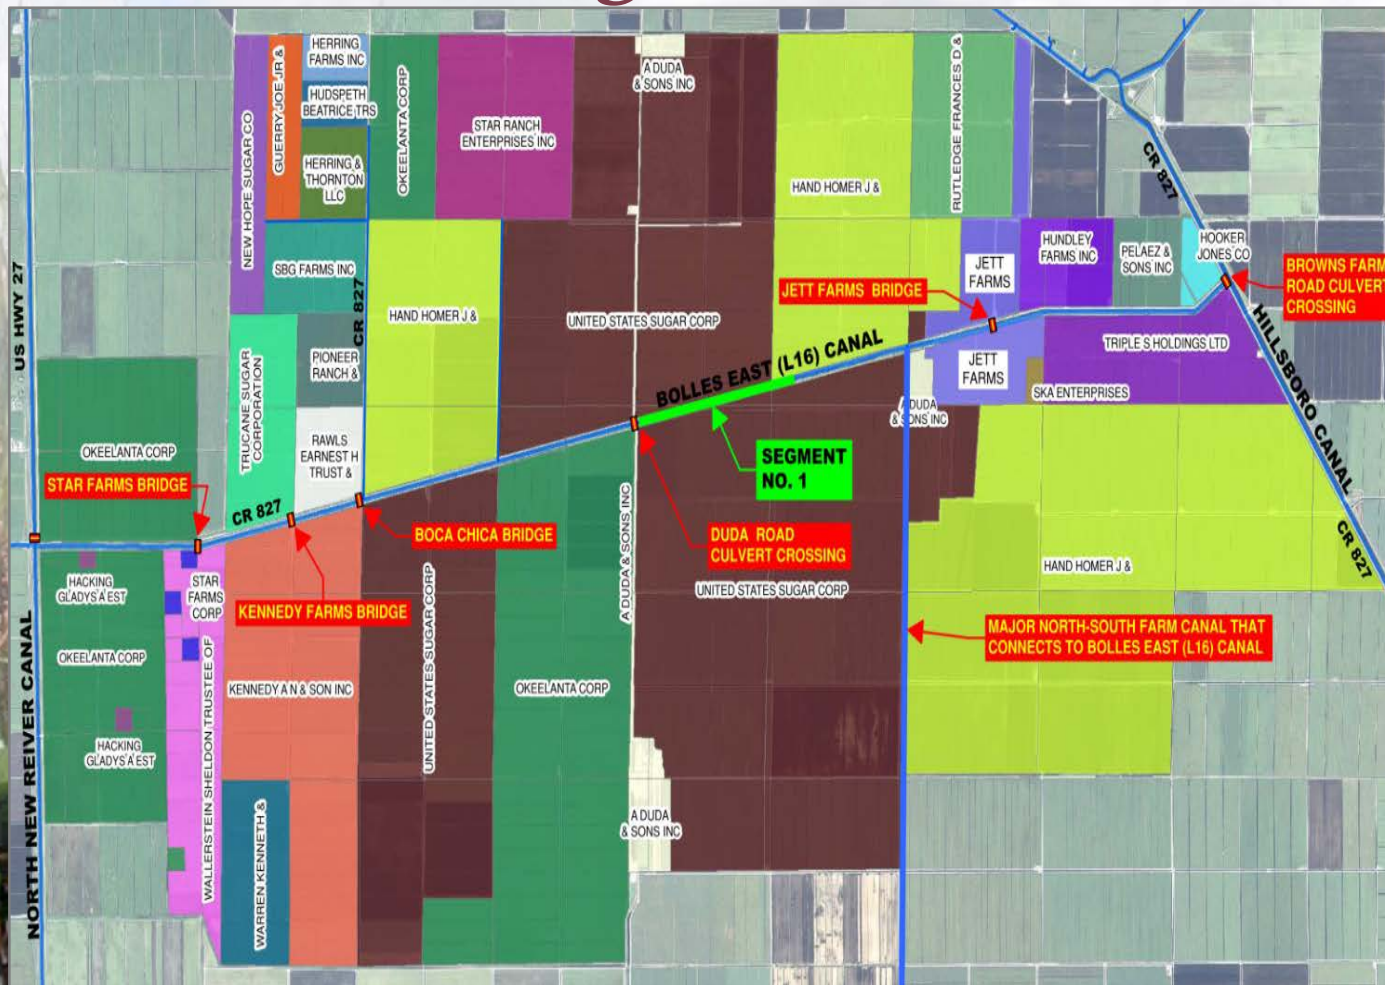 HERRING
FARMS INC
HUDSPETH
BEATRICE TRS
HERRING &
THORNTON
LLC
NEW HOPE SUGAR CO
GUERRY JOE JR &
OKEELANTA CORP
STAR RANCH
ENTERPRISES INC
A DUDA
& SONS INC
HAND HOMER J &
RUTLEDGE FRANCES D &
CR 827
US HWY 27
SBG FARMS INC
CR 827
HAND HOMER J &
UNITED STATES SUGAR CORP
JETT FARMS BRIDGE
JETT
FARMS
HUNDLEY
FARMS INC
PELAEZ &
SONS INC
HOOKER
JONES CO
BROWNS FARM
ROAD CULVERT
CROSSING
TRUCANE SUGAR
CORPORATION
PIONEER
RANCH &
BOLLES EAST (L16) CANAL
JETT
FARMS
TRIPLE S HOLDINGS LTD
SKA ENTERPRISES
A DUDA
& SONS INC
HILLSBORO CANAL
CR 827
OKEELANTA CORP
RAWLS
EARNEST H
TRUST &
SEGMENT
NO. 1
STAR FARMS BRIDGE
CR 827
BOCA CHICA BRIDGE
DUDA ROAD
CULVERT CROSSING
A DUDA & SONS INC
UNITED STATES SUGAR CORP
HAND HOMER J &
HACKING
GLADYS A EST
STAR
FARMS
CORP
KENNEDY FARMS BRIDGE
MAJOR NORTH-SOUTH FARM CANAL THAT
CONNECTS TO BOLLES EAST (L16) CANAL
OKEELANTA CORP
WALLERSTEIN SHELDON TRUSTEE OF
KENNEDY A N & SON INC
UNITED STATES SUGAR CORP
OKEELANTA CORP
NORTH NEW REIVER CANAL
HACKING
GLADYS A EST
A DUDA
& SONS INC
WARREN KENNETH &